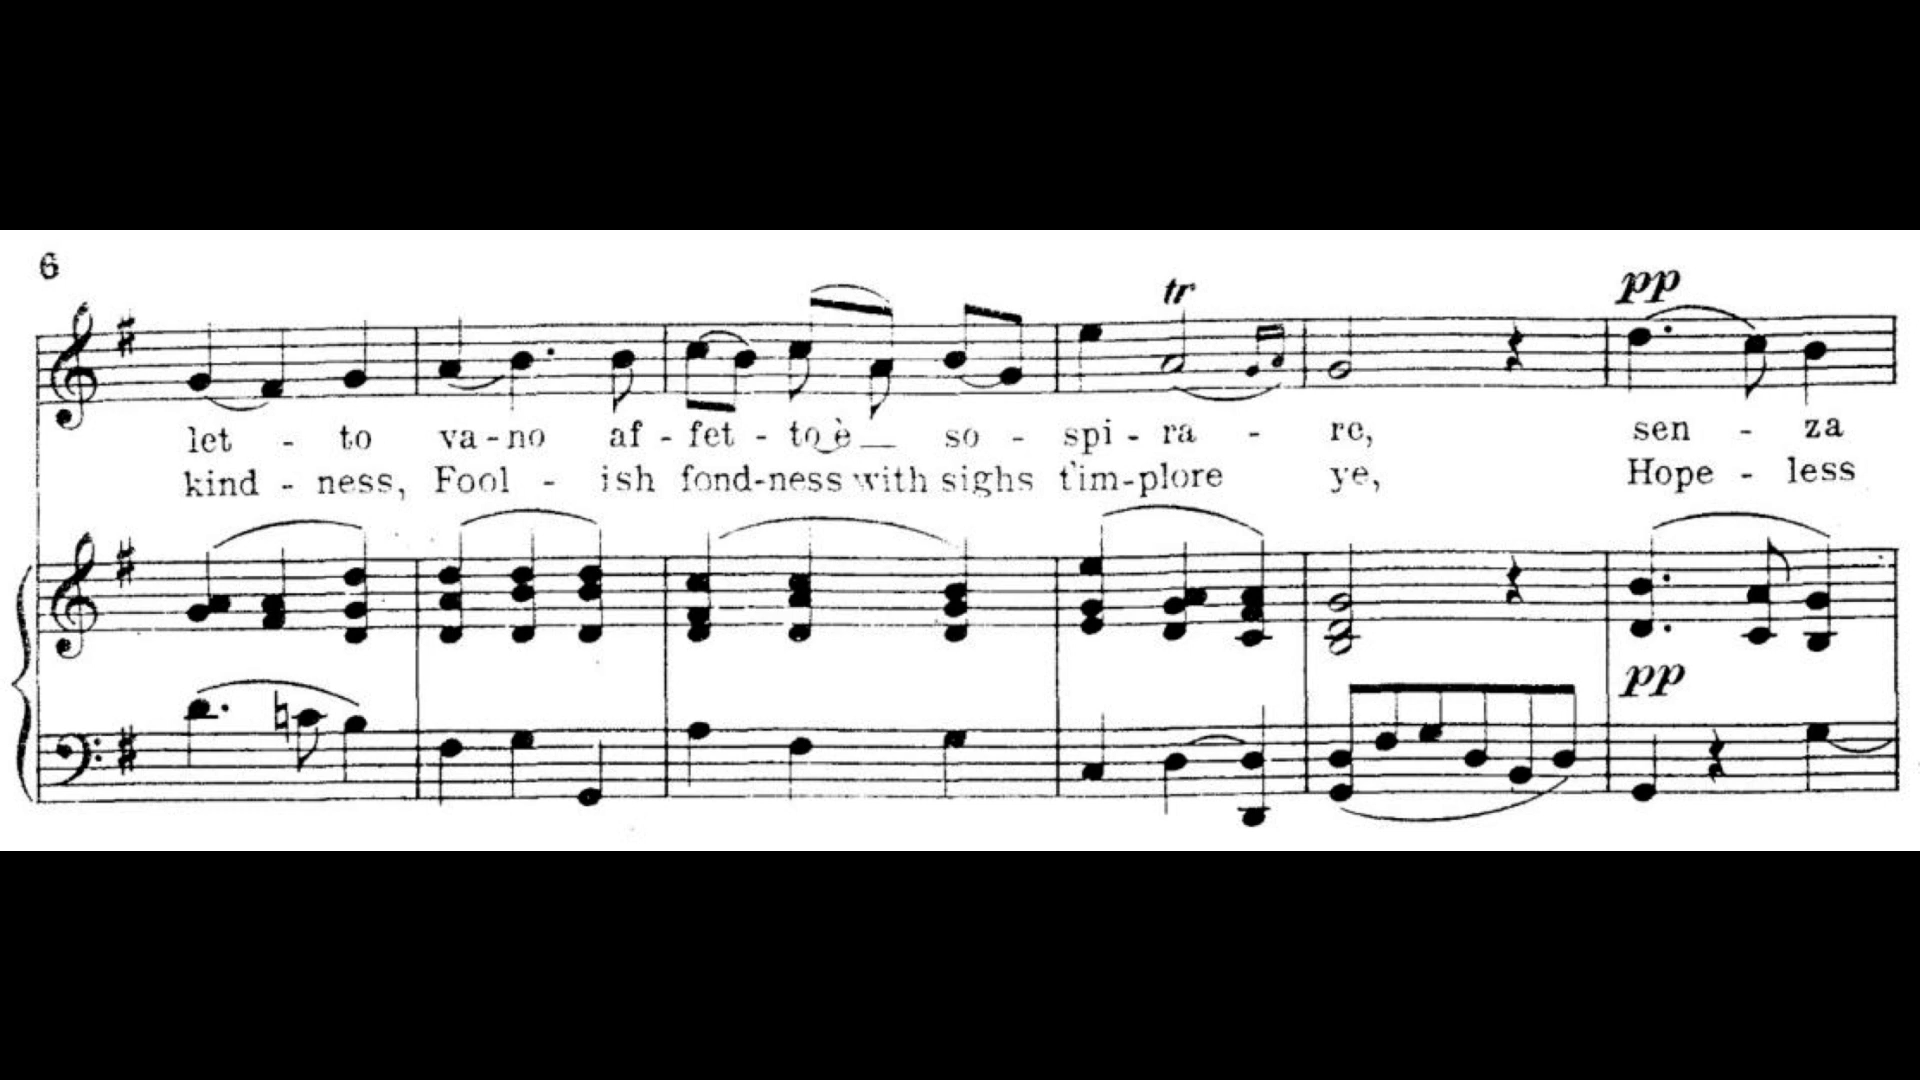 6
tr
pp
let - to va - no af - fet - to è so - spi - ra - re, sen - za
kind - ness, Fool - ish fond - ness with sighs t'im - plore ye, Hope - less
pp